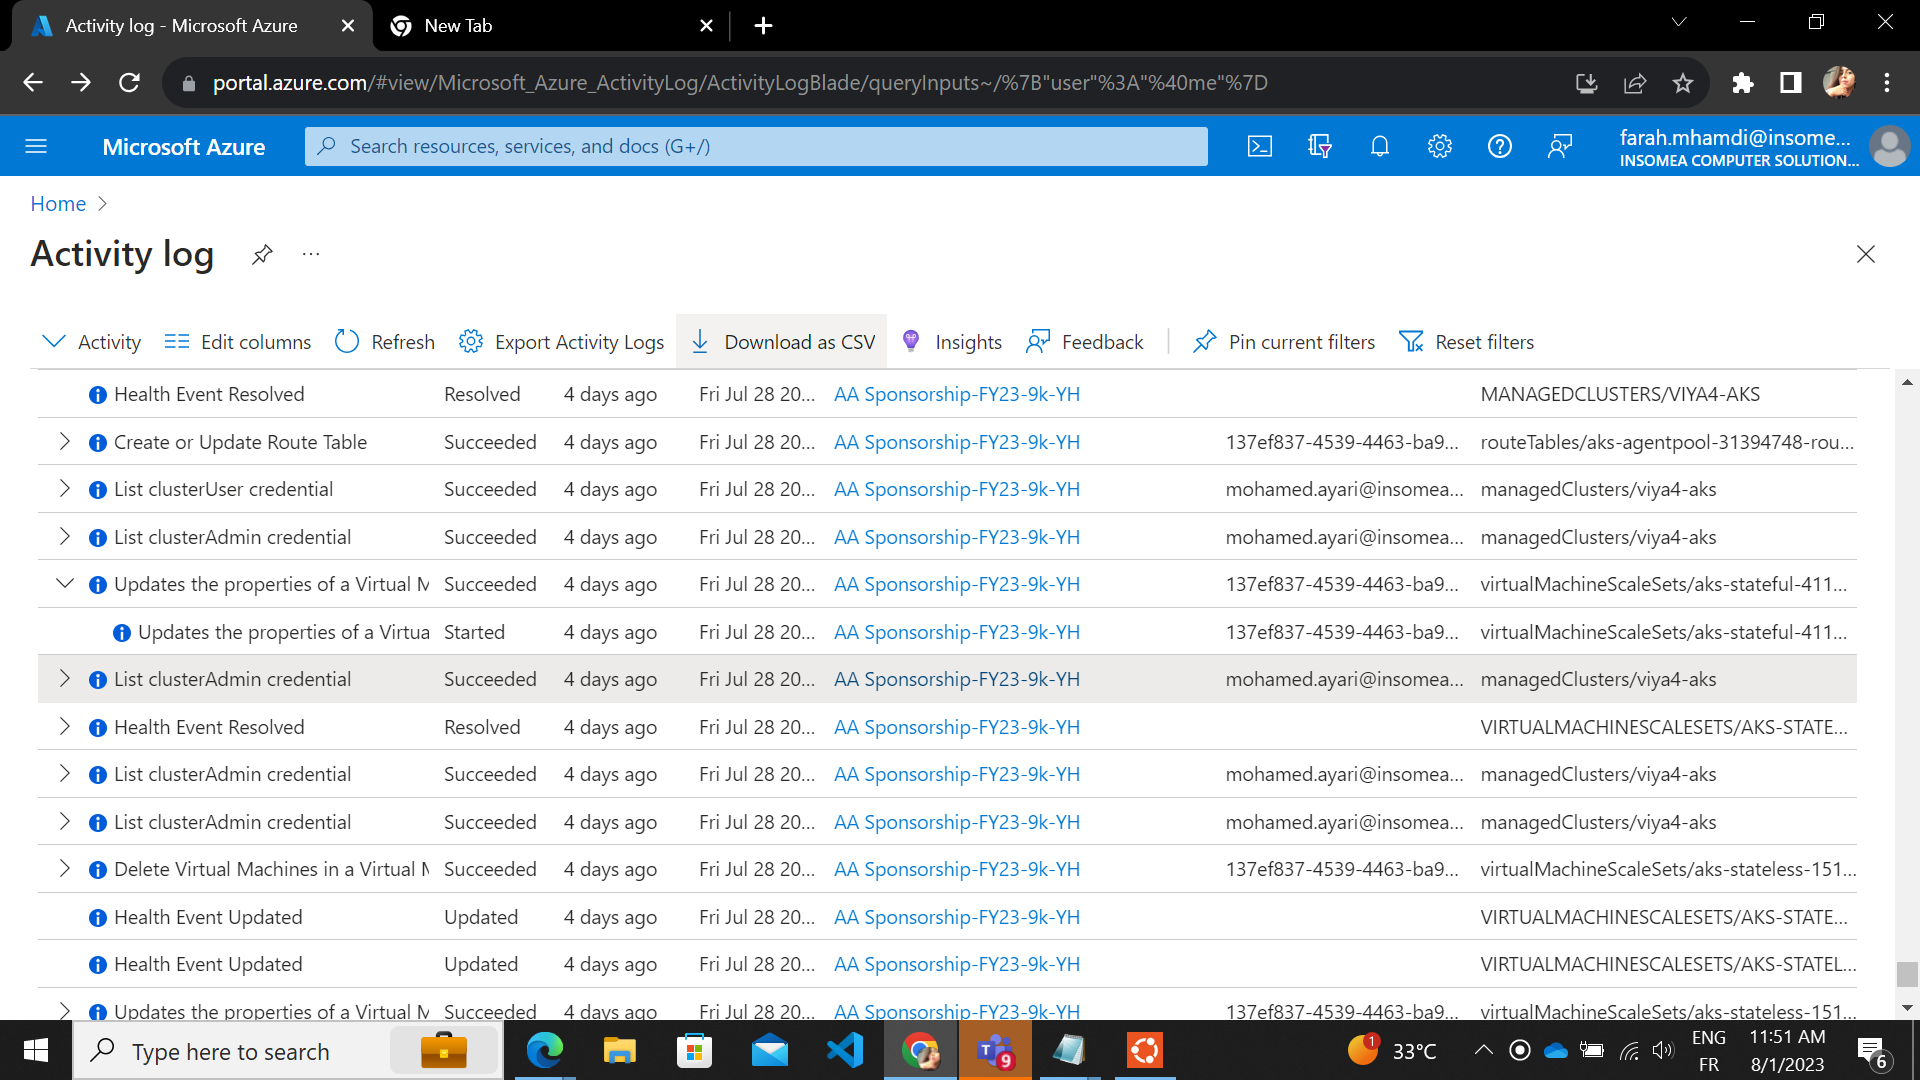 Activity log - Microsoft Azure
New Tab
portal.azure.com/#view/Microsoft_Azure_ActivityLog/ActivityLogBlade/queryInputs~/%7B"user"%3A"%40me"%7D
Microsoft Azure
Search resources, services, and docs (G+/)
farah.mhamdi@insome...
INSOMEA COMPUTER SOLUTION...
Home
Activity log
Activity Edit columns Refresh Export Activity Logs Download as CSV Insights Feedback Pin current filters Reset filters
Health Event Resolved Resolved 4 days ago Fri Jul 28 20... AA Sponsorship-FY23-9k-YH MANAGEDCLUSTERS/VIYA4-AKS
Create or Update Route Table Succeeded 4 days ago Fri Jul 28 20... AA Sponsorship-FY23-9k-YH 137ef837-4539-4463-ba9... routeTables/aks-agentpool-31394748-rou...
List clusterUser credential Succeeded 4 days ago Fri Jul 28 20... AA Sponsorship-FY23-9k-YH mohamed.ayari@insomea... managedClusters/viya4-aks
List clusterAdmin credential Succeeded 4 days ago Fri Jul 28 20... AA Sponsorship-FY23-9k-YH mohamed.ayari@insomea... managedClusters/viya4-aks
Updates the properties of a Virtual M Succeeded 4 days ago Fri Jul 28 20... AA Sponsorship-FY23-9k-YH 137ef837-4539-4463-ba9... virtualMachineScaleSets/aks-stateful-411...
Updates the properties of a Virtua Started 4 days ago Fri Jul 28 20... AA Sponsorship-FY23-9k-YH 137ef837-4539-4463-ba9... virtualMachineScaleSets/aks-stateful-411...
List clusterAdmin credential Succeeded 4 days ago Fri Jul 28 20... AA Sponsorship-FY23-9k-YH mohamed.ayari@insomea... managedClusters/viya4-aks
Health Event Resolved Resolved 4 days ago Fri Jul 28 20... AA Sponsorship-FY23-9k-YH VIRTUALMACHINESCALESETS/AKS-STATE...
List clusterAdmin credential Succeeded 4 days ago Fri Jul 28 20... AA Sponsorship-FY23-9k-YH mohamed.ayari@insomea... managedClusters/viya4-aks
List clusterAdmin credential Succeeded 4 days ago Fri Jul 28 20... AA Sponsorship-FY23-9k-YH mohamed.ayari@insomea... managedClusters/viya4-aks
Delete Virtual Machines in a Virtual M Succeeded 4 days ago Fri Jul 28 20... AA Sponsorship-FY23-9k-YH 137ef837-4539-4463-ba9... virtualMachineScaleSets/aks-stateless-151...
Health Event Updated Updated 4 days ago Fri Jul 28 20... AA Sponsorship-FY23-9k-YH VIRTUALMACHINESCALESETS/AKS-STATE...
Health Event Updated Updated 4 days ago Fri Jul 28 20... AA Sponsorship-FY23-9k-YH VIRTUALMACHINESCALESETS/AKS-STATEL...
Updates the properties of a Virtual M Succeeded 4 days ago Fri Jul 28 20... AA Sponsorship-FY23-9k-YH 137ef837-4539-4463-ba9... virtualMachineScaleSets/aks-stateless-151...
Type here to search
9
1
33°C
ENG
FR
11:51 AM
8/1/2023
6